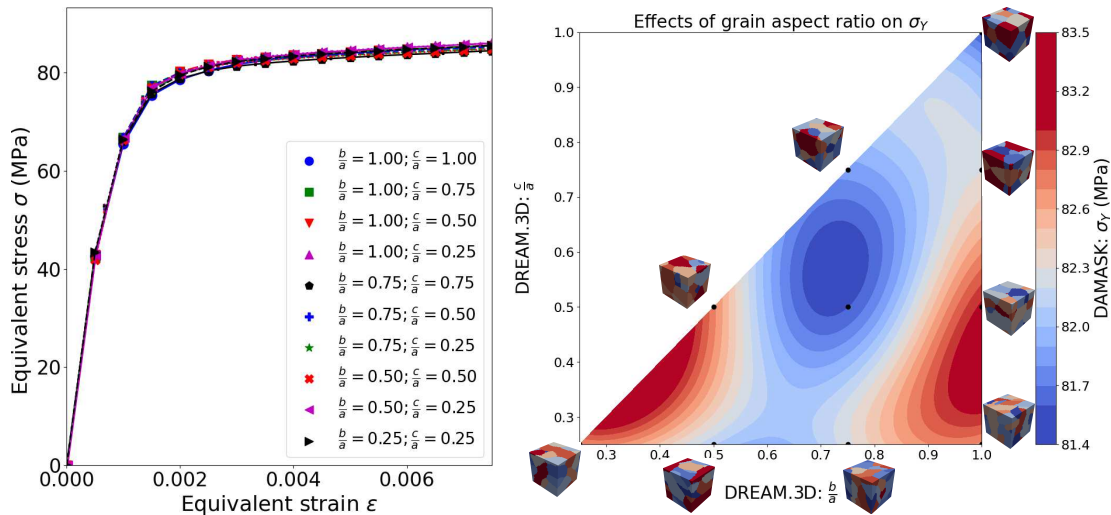 Equivalent stress σ (MPa)
80
60
40
20
0
0.000 0.002 0.004 0.006
Equivalent strain ε
b/a = 1.00; c/a = 1.00
b/a = 1.00; c/a = 0.75
b/a = 1.00; c/a = 0.50
b/a = 1.00; c/a = 0.25
b/a = 0.75; c/a = 0.75
b/a = 0.75; c/a = 0.50
b/a = 0.75; c/a = 0.25
b/a = 0.50; c/a = 0.50
b/a = 0.50; c/a = 0.25
b/a = 0.25; c/a = 0.25
Effects of grain aspect ratio on σ_Y
DREAM.3D: c/a
1.0
0.9
0.8
0.7
0.6
0.5
0.4
0.3
0.3 0.4 0.5 0.6 0.7 0.8 0.9 1.0
DREAM.3D: b/a
83.5
83.2
82.9
82.6
82.3
82.0
81.7
81.4
DAMASK: σ_Y (MPa)